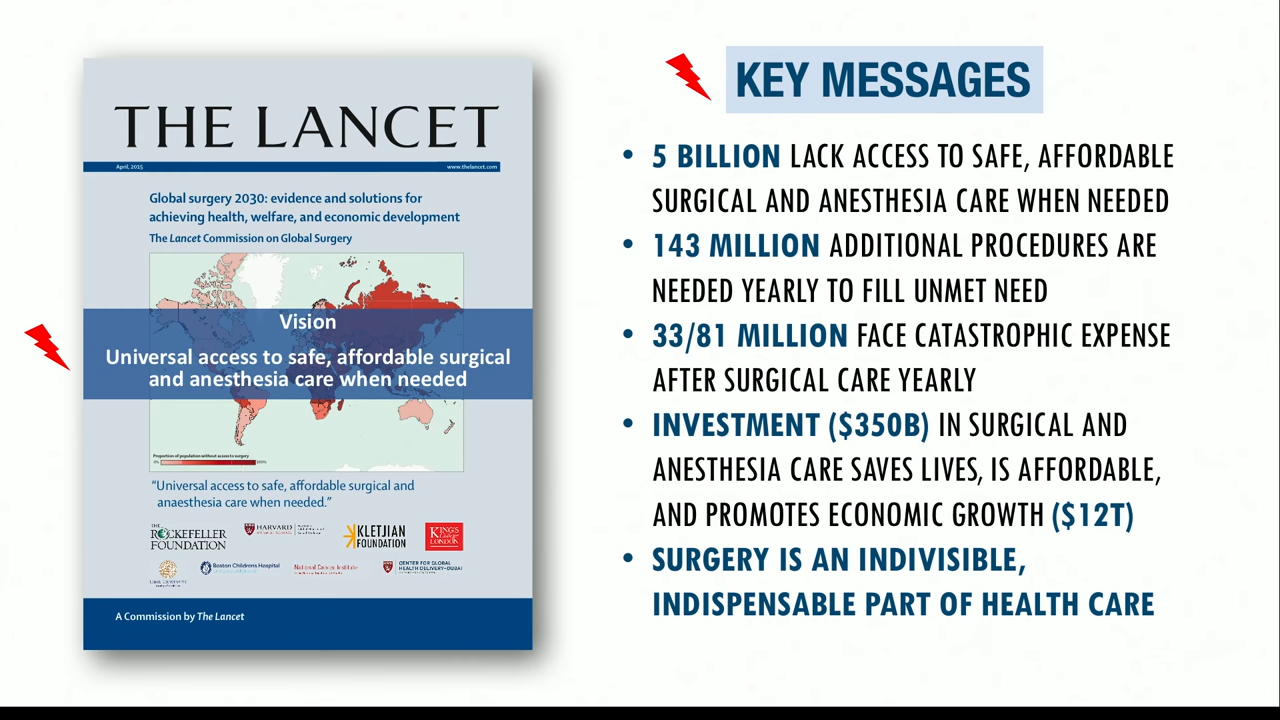 THE LANCET
April, 2015
www.thelancet.com
Global surgery 2030: evidence and solutions for
achieving health, welfare, and economic development
The Lancet Commission on Global Surgery
Vision
Universal access to safe, affordable surgical
and anesthesia care when needed
Proportion of population without access to surgery
"Universal access to safe, affordable surgical and
anaesthesia care when needed."
THE
ROCKEFELLER
FOUNDATION
HARVARD
KLETJIAN
FOUNDATION
KING'S
College
LONDON
Boston Children's Hospital
National Cancer Institute
CENTER FOR GLOBAL
HEALTH DELIVERY–DUBAI
A Commission by The Lancet
KEY MESSAGES
• 5 BILLION LACK ACCESS TO SAFE, AFFORDABLE
SURGICAL AND ANESTHESIA CARE WHEN NEEDED
• 143 MILLION ADDITIONAL PROCEDURES ARE
NEEDED YEARLY TO FILL UNMET NEED
• 33/81 MILLION FACE CATASTROPHIC EXPENSE
AFTER SURGICAL CARE YEARLY
• INVESTMENT ($350B) IN SURGICAL AND
ANESTHESIA CARE SAVES LIVES, IS AFFORDABLE,
AND PROMOTES ECONOMIC GROWTH ($12T)
• SURGERY IS AN INDIVISIBLE,
INDISPENSABLE PART OF HEALTH CARE